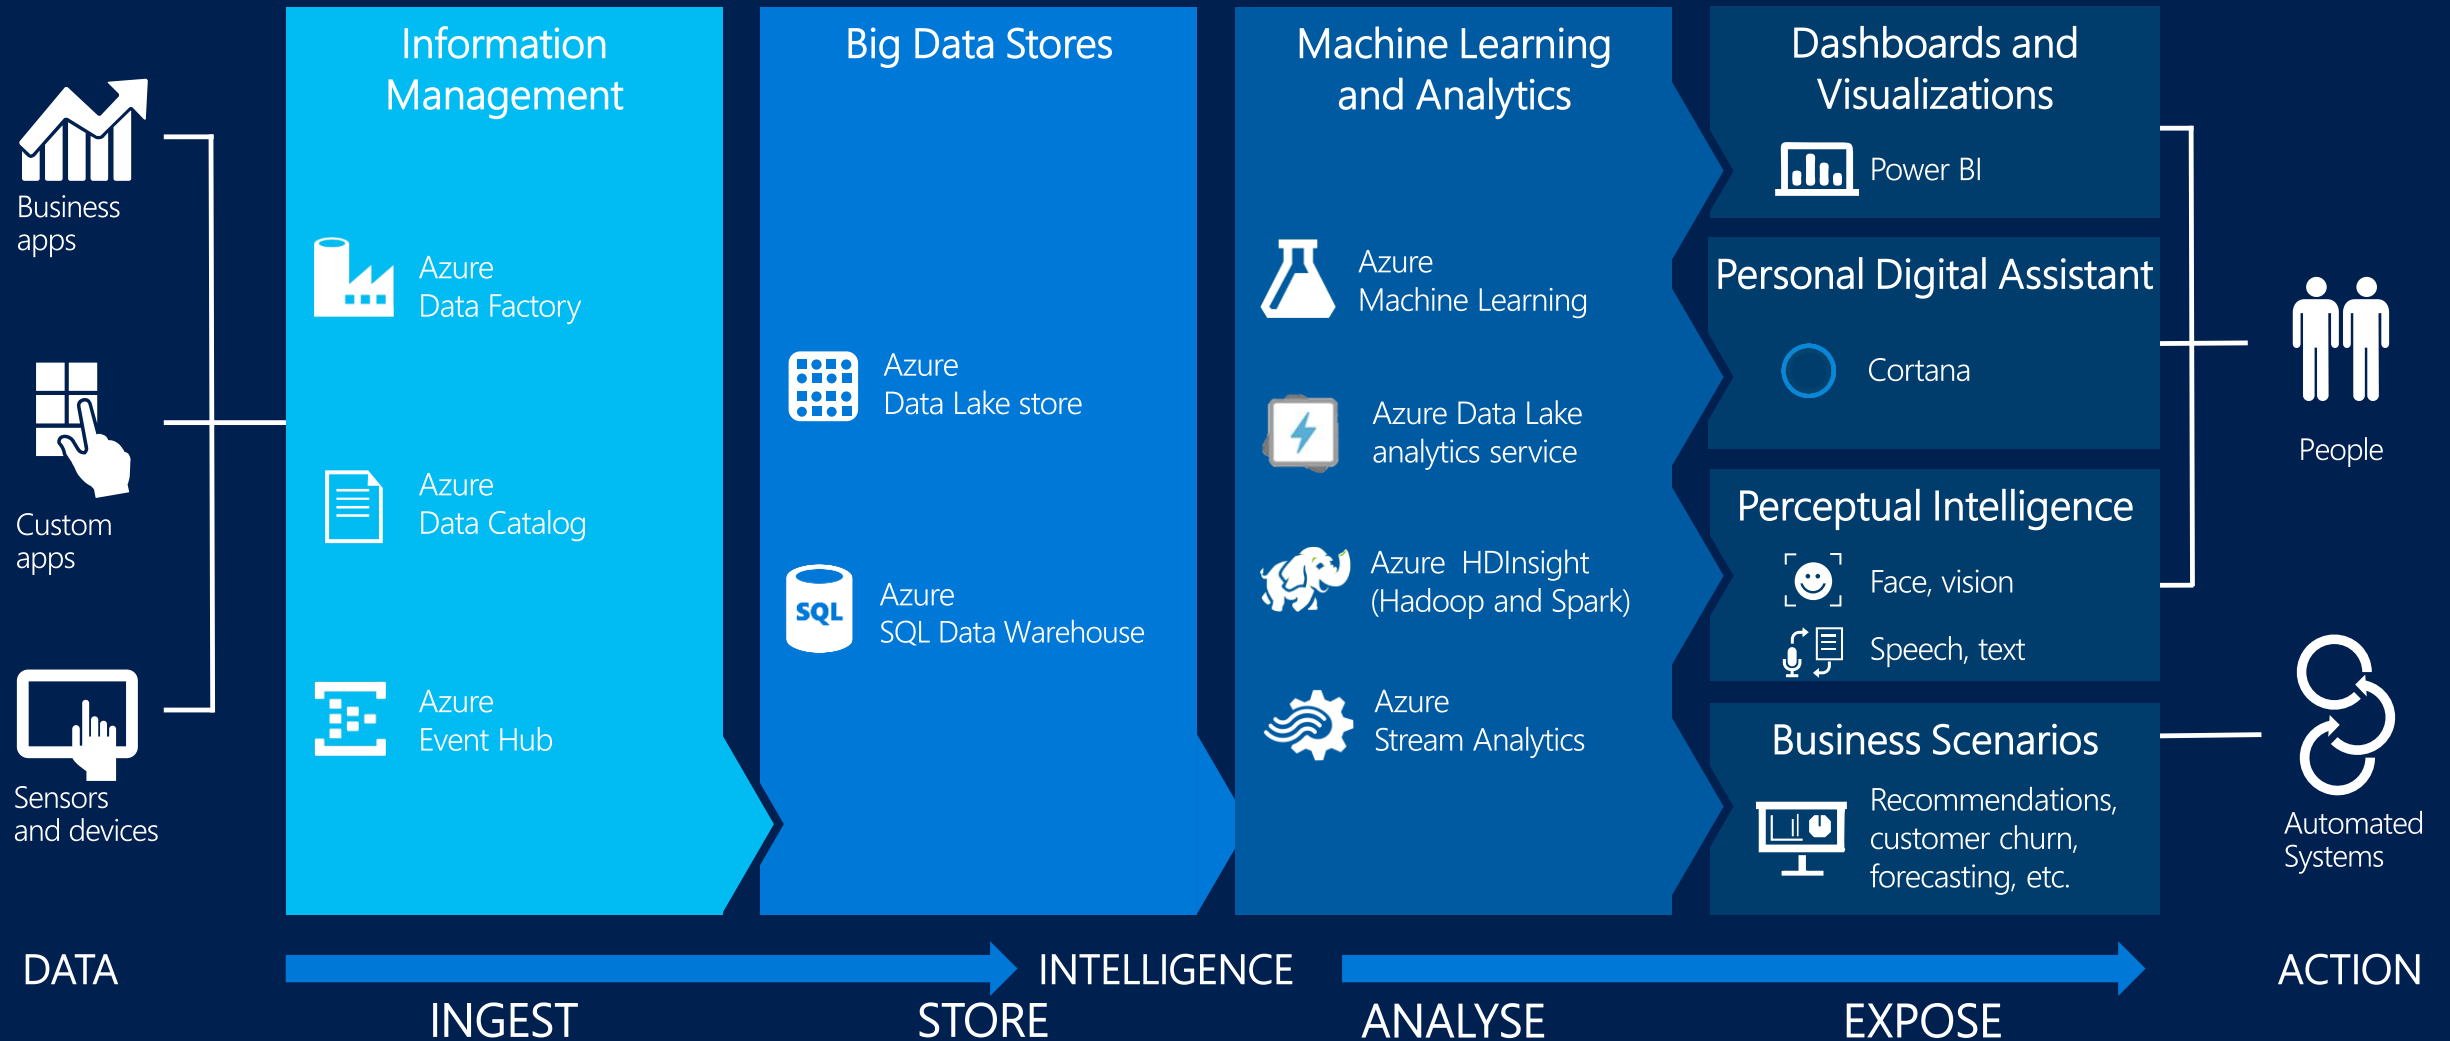 Business
apps
Custom
apps
Sensors
and devices
Information
Management
Azure
Data Factory
Azure
Data Catalog
Azure
Event Hub
Big Data Stores
Azure
Data Lake store
SQL
Azure
SQL Data Warehouse
Machine Learning
and Analytics
Azure
Machine Learning
Azure Data Lake
analytics service
Azure HDInsight
(Hadoop and Spark)
Azure
Stream Analytics
Dashboards and
Visualizations
Power BI
Personal Digital Assistant
Cortana
Perceptual Intelligence
Face, vision
Speech, text
Business Scenarios
Recommendations,
customer churn,
forecasting, etc.
People
Automated
Systems
DATA
INTELLIGENCE
ACTION
INGEST
STORE
ANALYSE
EXPOSE